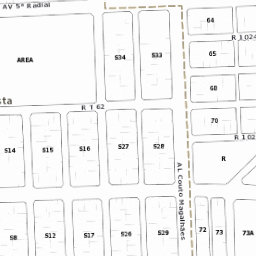 AV 5ª Radial
64
R 1024
S34
S33
65
AREA
68
sta
R T 62
70
R 102
S14
S15
S16
S27
S28
R
AL Couto Magalhães
72
73
73A
S8
S12
S17
S26
S29